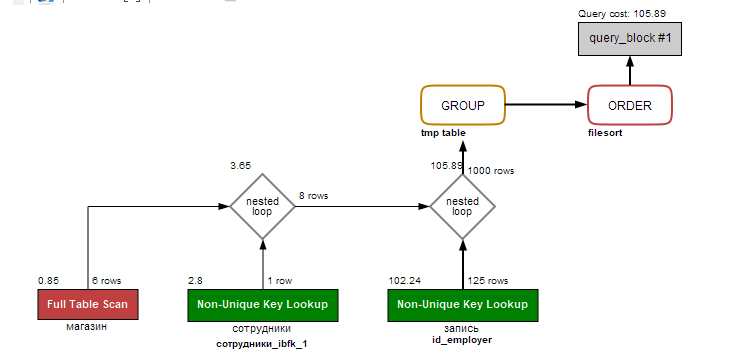 Query cost: 105.89
query_block #1
GROUP
ORDER
tmp table
filesort
3.65
105.89
1000 rows
nested
loop
8 rows
nested
loop
0.85
6 rows
2.8
1 row
102.24
125 rows
Full Table Scan
Non-Unique Key Lookup
Non-Unique Key Lookup
магазин
сотрудники
запись
сотрудники_ibfk_1
id_employer